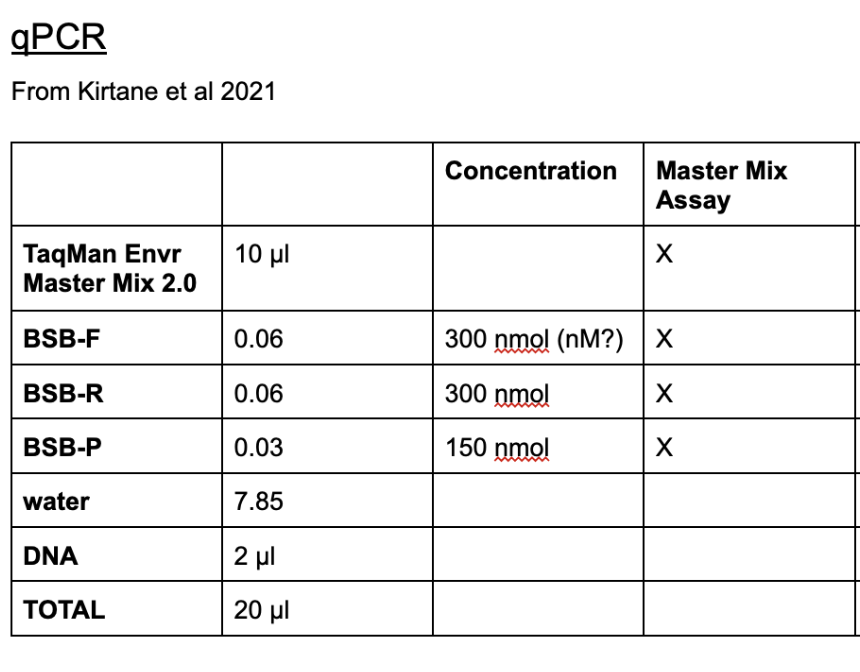 qPCR
From Kirtane et al 2021
Concentration Master Mix
Assay
TaqMan Envr 10 µl X
Master Mix 2.0
BSB-F 0.06 300 nmol (nM?) X
BSB-R 0.06 300 nmol X
BSB-P 0.03 150 nmol X
water 7.85
DNA 2 µl
TOTAL 20 µl